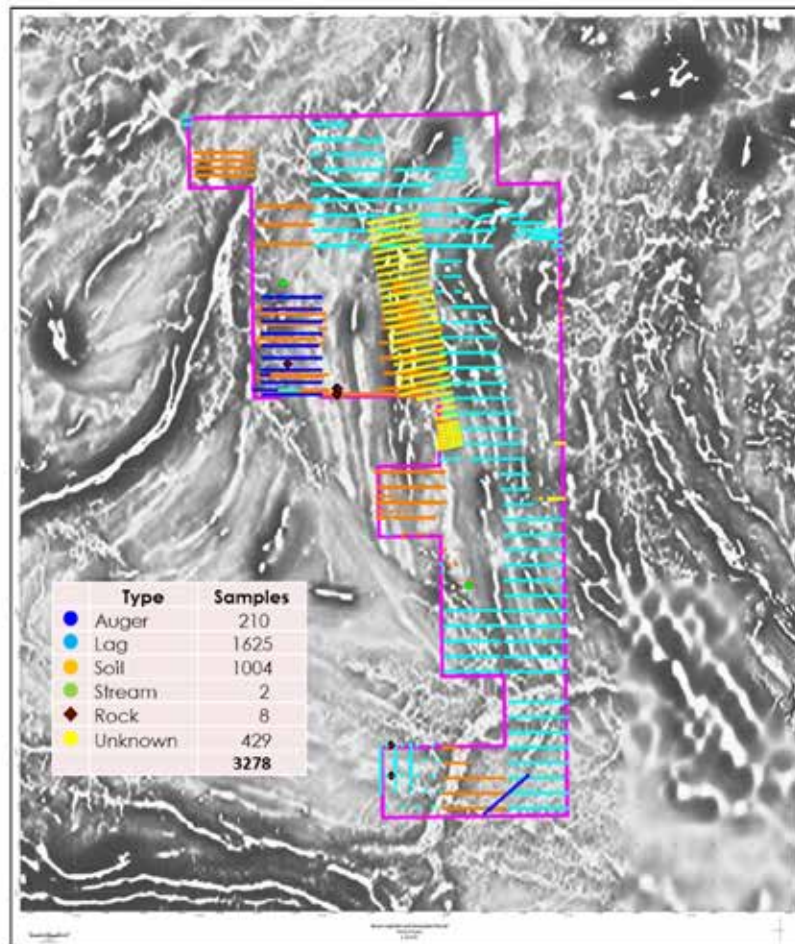 Type Samples
Auger 210
Lag 1625
Soil 1004
Stream 2
Rock 8
Unknown 429
3278